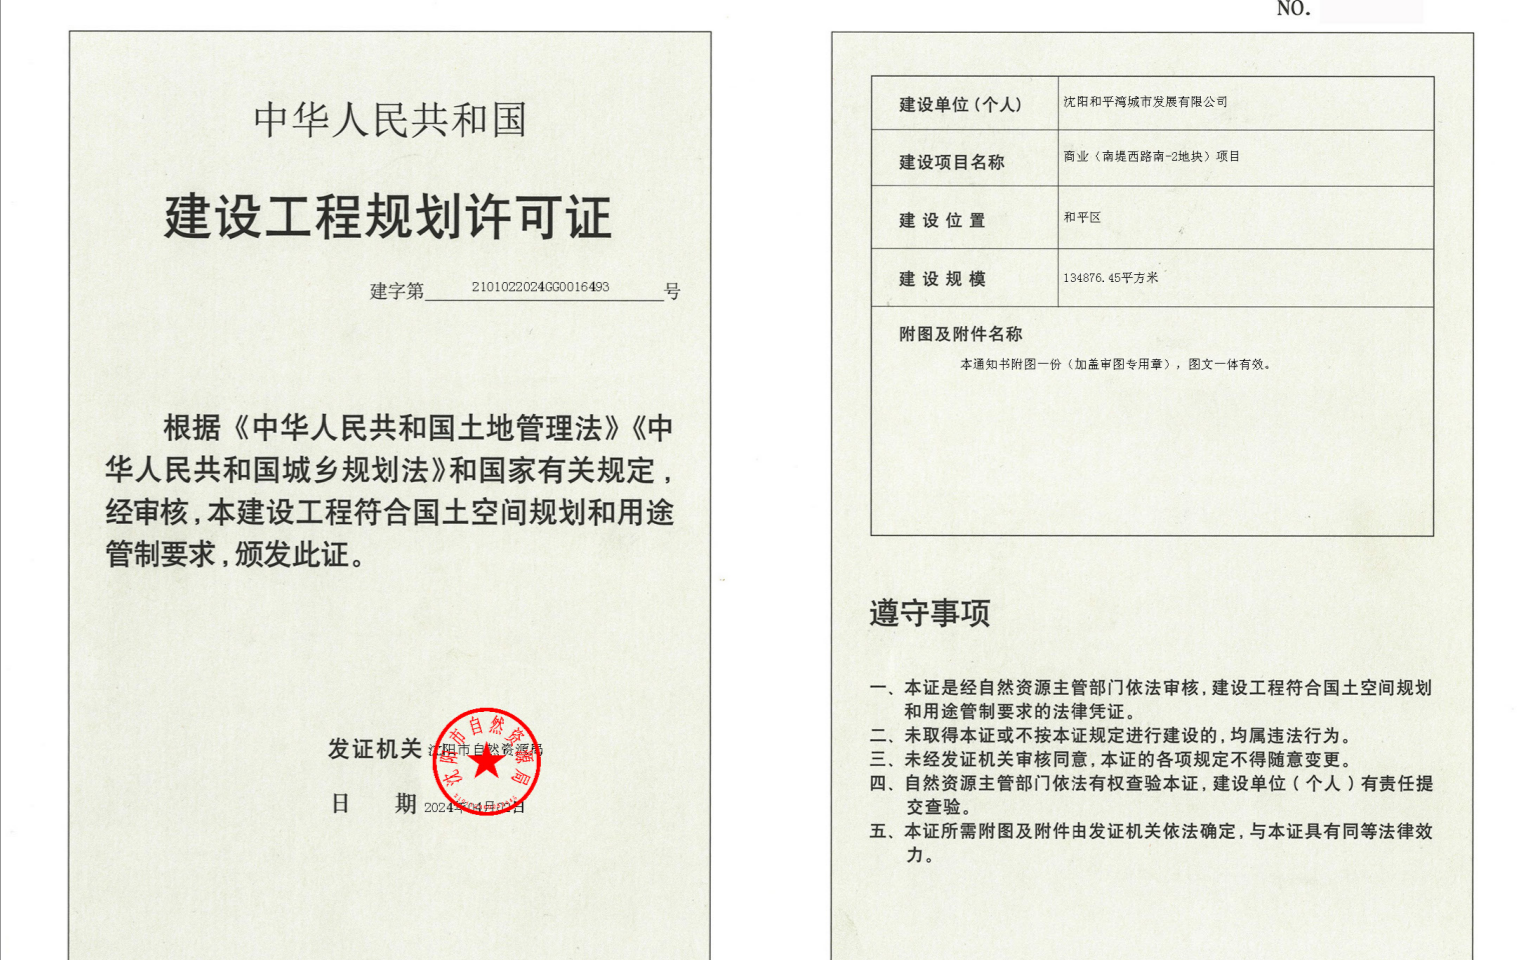 中华人民共和国
建设工程规划许可证
建字第 2101022024GG0016493 号
根据《中华人民共和国土地管理法》《中
华人民共和国城乡规划法》和国家有关规定，
经审核，本建设工程符合国土空间规划和用途
管制要求，颁发此证。
发证机关 沈阳市自然资源局
日 期 2024年04月12日
沈阳市自然资源局
NO.
建设单位（个人） 沈阳和平湾城市发展有限公司
建设项目名称 商业（南堤西路南-2地块）项目
建设位置 和平区
建设规模 134876.45平方米
附图及附件名称
本通知书附图一份（加盖审图专用章），图文一体有效。
遵守事项
一、本证是经自然资源主管部门依法审核，建设工程符合国土空间规划
和用途管制要求的法律凭证。
二、未取得本证或不按本证规定进行建设的，均属违法行为。
三、未经发证机关审核同意，本证的各项规定不得随意变更。
四、自然资源主管部门依法有权查验本证，建设单位（个人）有责任提
交查验。
五、本证所需附图及附件由发证机关依法确定，与本证具有同等法律效
力。